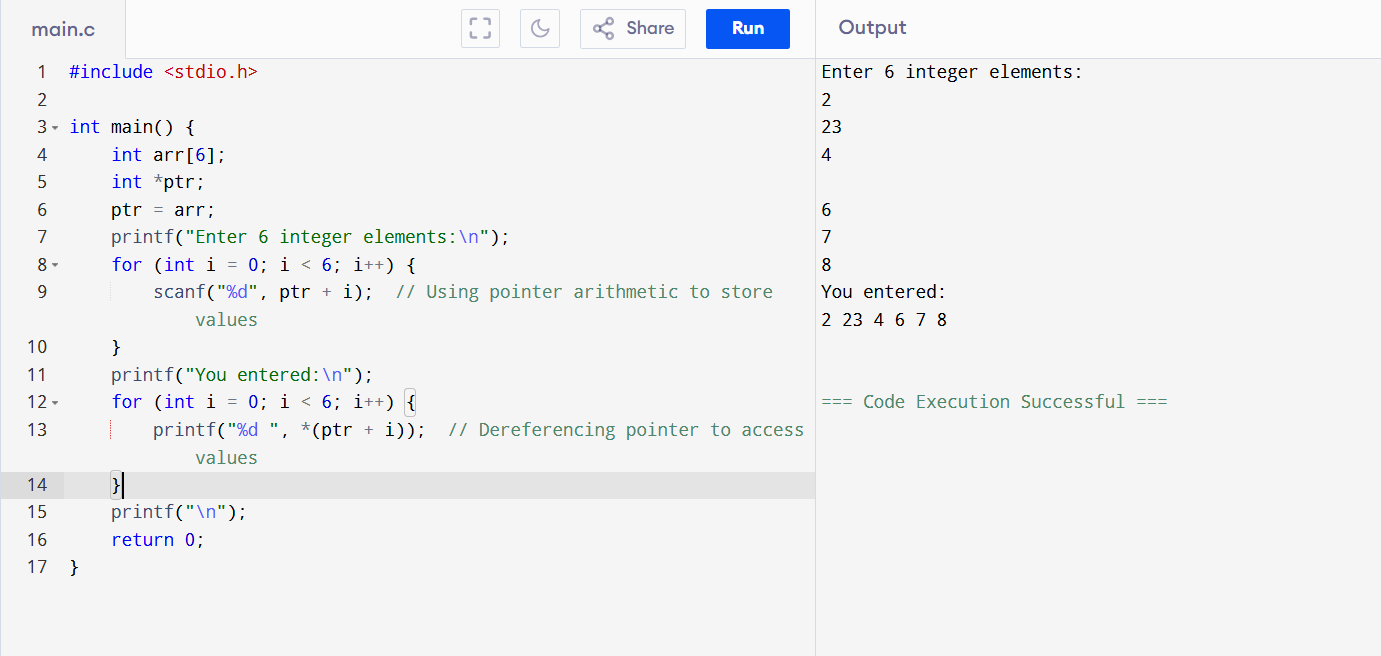 main.c
Share
Run
Output
1 #include <stdio.h>
2
3 int main() {
4     int arr[6];
5     int *ptr;
6     ptr = arr;
7     printf("Enter 6 integer elements:\n");
8     for (int i = 0; i < 6; i++) {
9         scanf("%d", ptr + i);  // Using pointer arithmetic to store
            values
10     }
11     printf("You entered:\n");
12     for (int i = 0; i < 6; i++) {
13         printf("%d ", *(ptr + i));  // Dereferencing pointer to access
            values
14     }
15     printf("\n");
16     return 0;
17 }
Enter 6 integer elements:
2
23
4

6
7
8
You entered:
2 23 4 6 7 8

=== Code Execution Successful ===